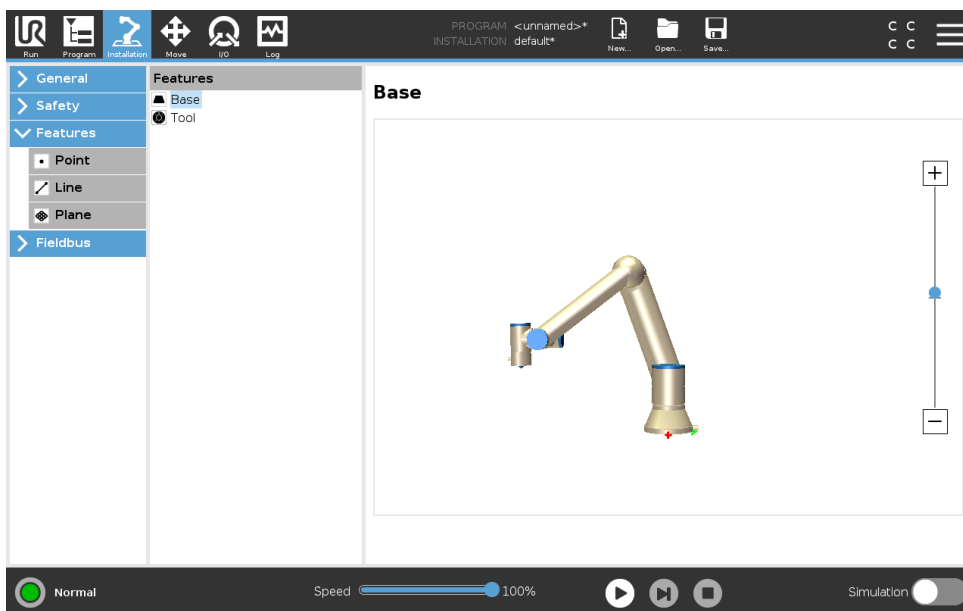 PROGRAM <unnamed>*
INSTALLATION default*
UR
Run
Program
Installation
Move
I/O
Log
New...
Open...
Save...
C C
C C
General
Safety
Features
Point
Line
Plane
Fieldbus
Features
Base
Tool
Base
+
−
Normal
Speed
100%
Simulation